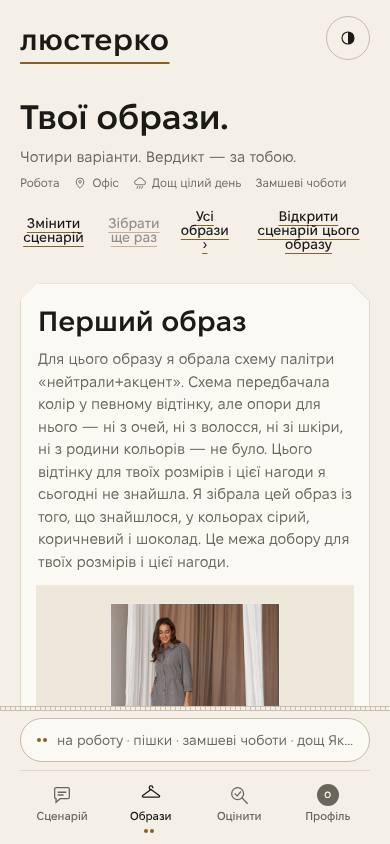 люстерко
Твої образи.
Чотири варіанти. Вердикт — за тобою.
Робота Офіс Дощ цілий день Замшеві чоботи
Змінити
сценарій
Зібрати
ще раз
Усі
образи
›
Відкрити
сценарій цього
образу
Перший образ
Для цього образу я обрала схему палітри
«нейтрали+акцент». Схема передбачала
колір у певному відтінку, але опори для
нього — ні з очей, ні з волосся, ні зі шкіри,
ні з родини кольорів — не було. Цього
відтінку для твоїх розмірів і цієї нагоди я
сьогодні не знайшла. Я зібрала цей образ із
того, що знайшлося, у кольорах сірий,
коричневий і шоколад. Це межа добору для
твоїх розмірів і цієї нагоди.
на роботу · пішки · замшеві чоботи · дощ Як...
Сценарій Образи Оцінити О Профіль